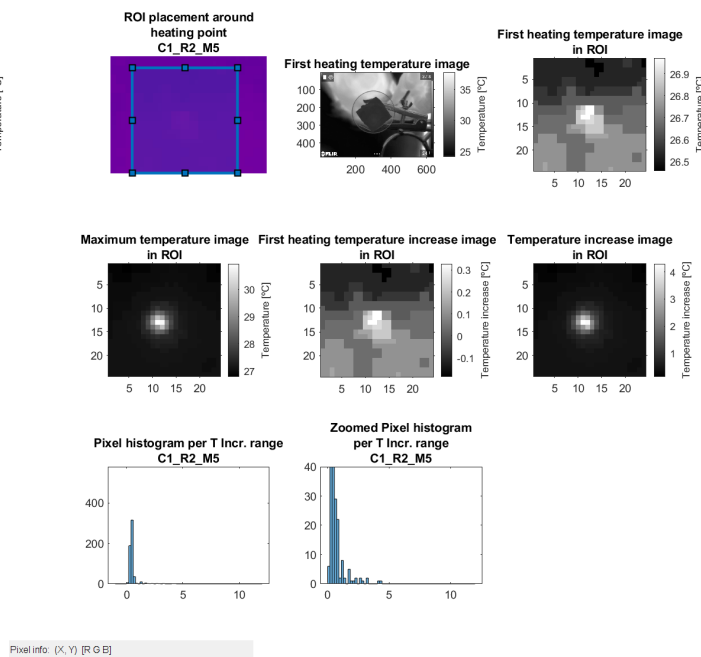 ROI placement around
heating point
C1_R2_M5
First heating temperature image
100
200
300
400
200 400 600
35
30
25
Temperature [ºC]
FLIR
First heating temperature image
in ROI
5
10
15
20
5 10 15 20
26.9
26.8
26.7
26.6
26.5
Maximum temperature image
in ROI
5
10
15
20
5 10 15 20
30
29
28
27
Temperature [ºC]
First heating temperature increase image
in ROI
5
10
15
20
5 10 15 20
0.3
0.2
0.1
0
-0.1
Temperature increase [ºC]
Temperature increase image
in ROI
5
10
15
20
5 10 15 20
4
3
2
1
Temperature increase [ºC]
Pixel histogram per T Incr. range
C1_R2_M5
400
200
0
0 5 10
Zoomed Pixel histogram
per T Incr. range
C1_R2_M5
40
30
20
10
0
0 5 10
Pixel info: (X, Y) [R G B]